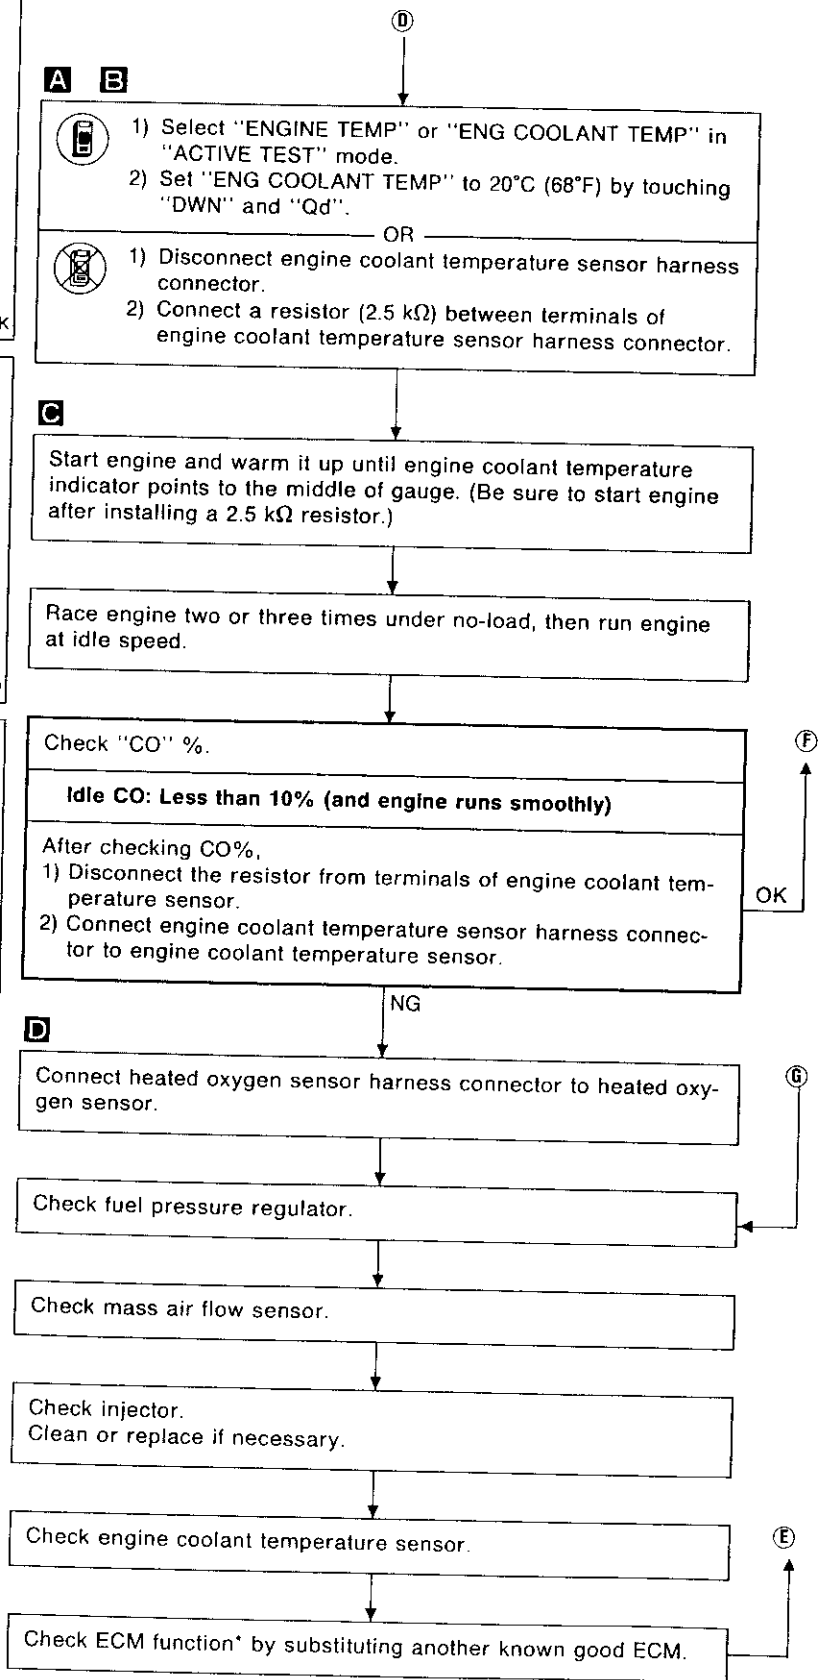 D
A B
1) Select "ENGINE TEMP" or "ENG COOLANT TEMP" in
"ACTIVE TEST" mode.
2) Set "ENG COOLANT TEMP" to 20°C (68°F) by touching
"DWN" and "Qd".
OR
1) Disconnect engine coolant temperature sensor harness
connector.
2) Connect a resistor (2.5 kΩ) between terminals of
engine coolant temperature sensor harness connector.
K
C
Start engine and warm it up until engine coolant temperature
indicator points to the middle of gauge. (Be sure to start engine
after installing a 2.5 kΩ resistor.)
Race engine two or three times under no-load, then run engine
at idle speed.
Check "CO" %.
F
Idle CO: Less than 10% (and engine runs smoothly)
After checking CO%,
1) Disconnect the resistor from terminals of engine coolant tem-
perature sensor.
OK
2) Connect engine coolant temperature sensor harness connec-
tor to engine coolant temperature sensor.
NG
D
Connect heated oxygen sensor harness connector to heated oxy-
gen sensor.
G
Check fuel pressure regulator.
Check mass air flow sensor.
Check injector.
Clean or replace if necessary.
Check engine coolant temperature sensor.
E
Check ECM function* by substituting another known good ECM.